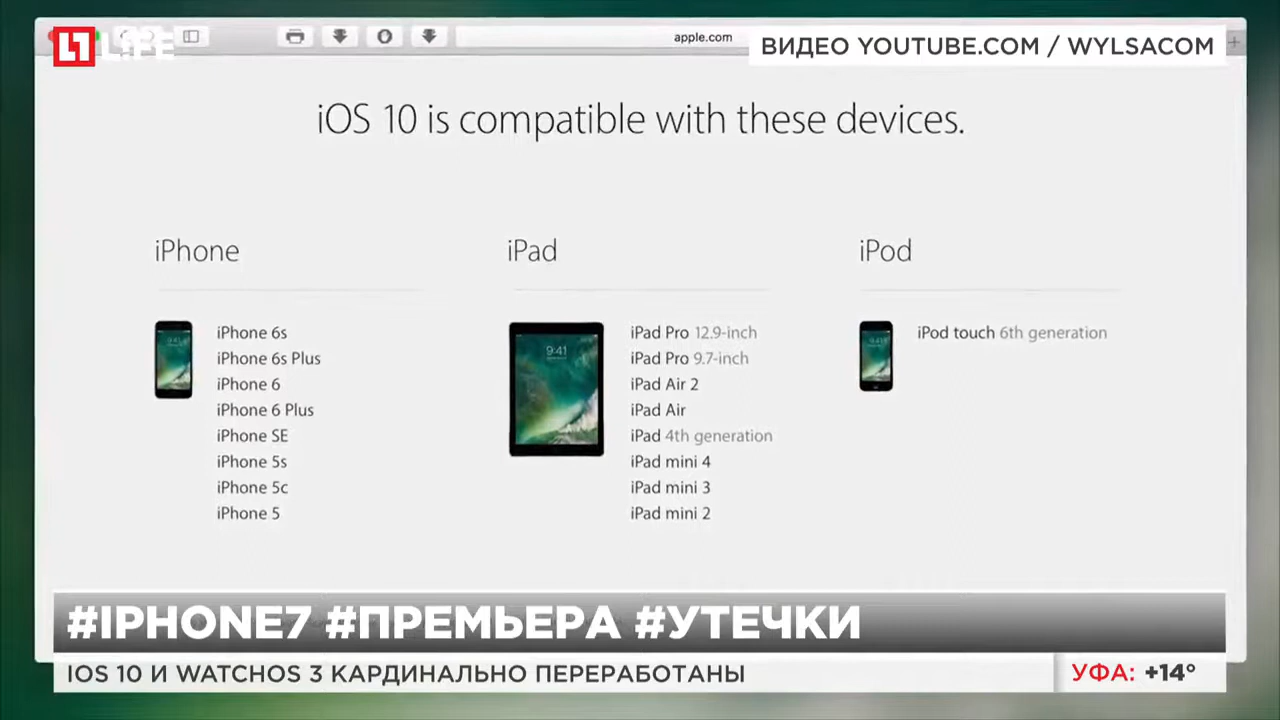 LIFE
apple.com
ВИДЕО YOUTUBE.COM / WYLSACOM
iOS 10 is compatible with these devices.
iPhone
iPhone 6s
iPhone 6s Plus
iPhone 6
iPhone 6 Plus
iPhone SE
iPhone 5s
iPhone 5c
iPhone 5
iPad
9:41
iPad Pro 12.9-inch
iPad Pro 9.7-inch
iPad Air 2
iPad Air
iPad 4th generation
iPad mini 4
iPad mini 3
iPad mini 2
iPod
iPod touch 6th generation
#IPHONE7 #ПРЕМЬЕРА #УТЕЧКИ
IOS 10 И WATCHOS 3 КАРДИНАЛЬНО ПЕРЕРАБОТАНЫ
УФА: +14°